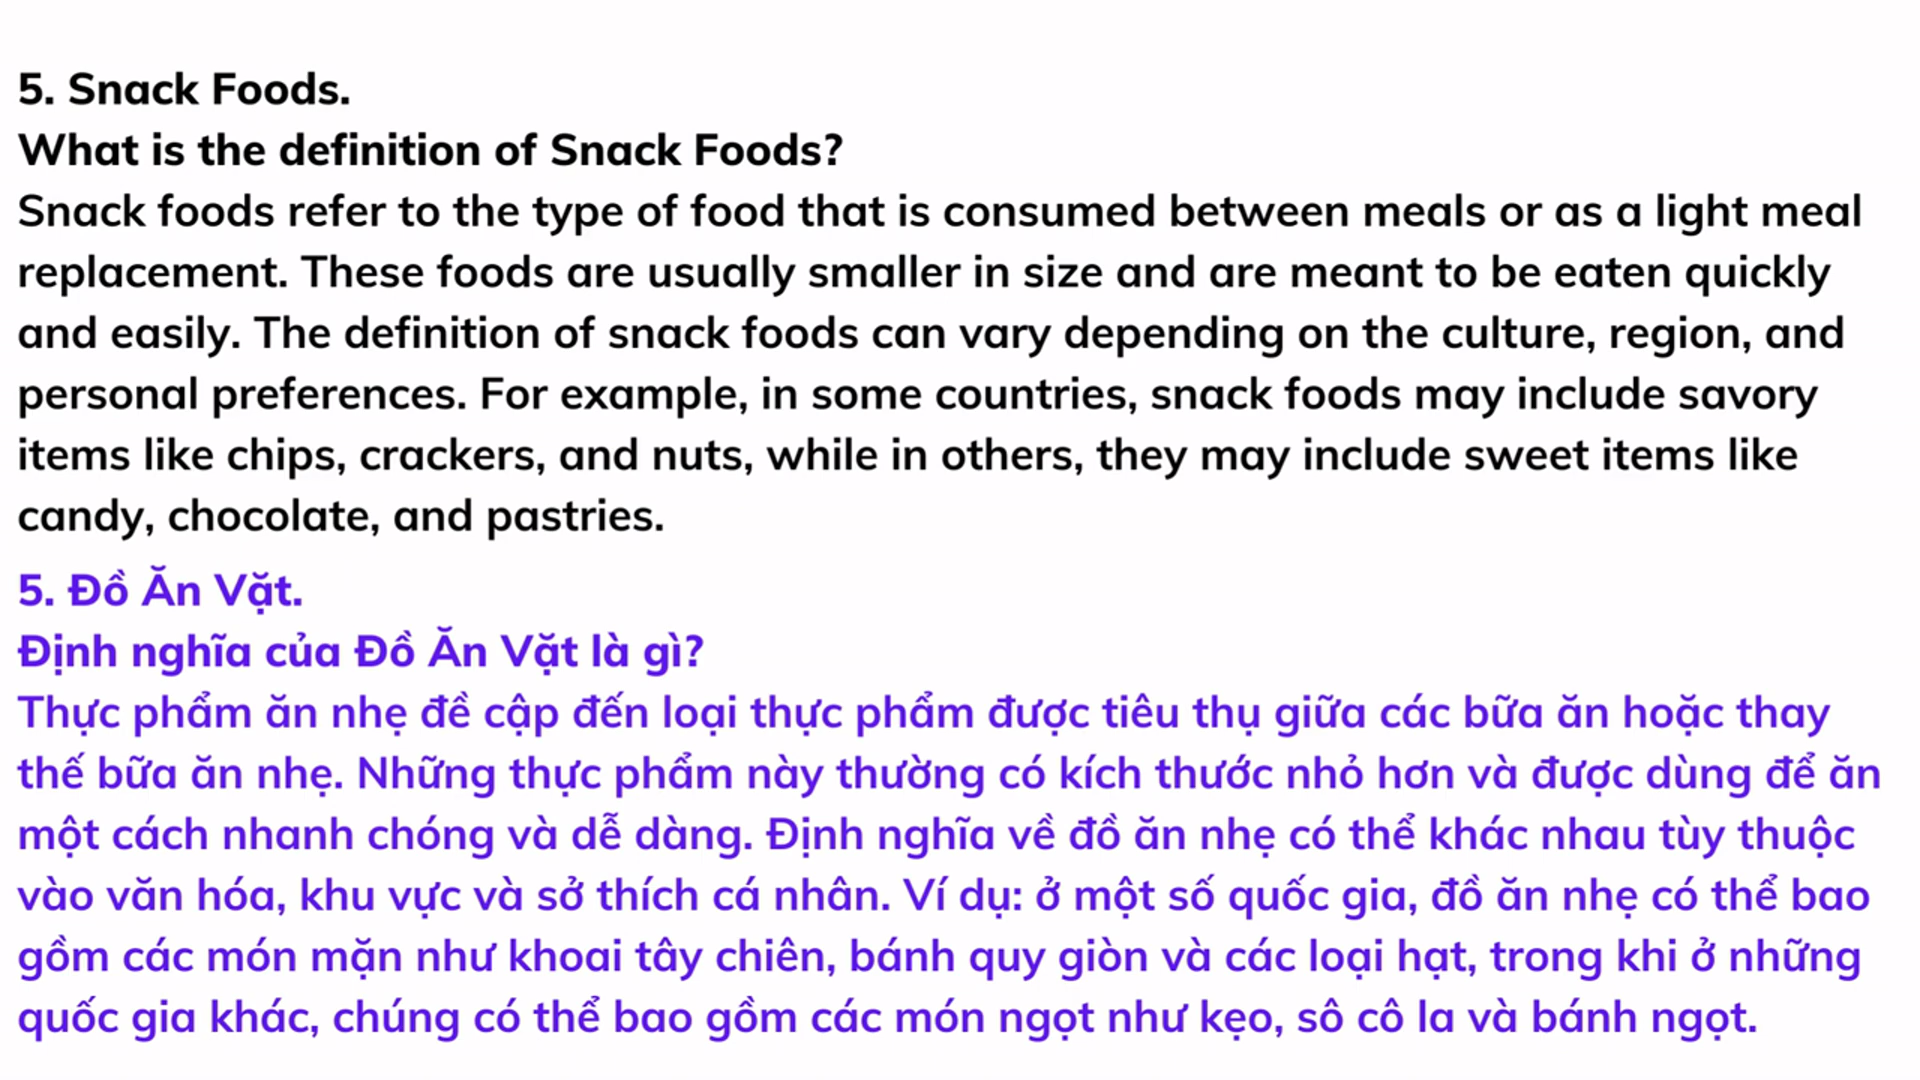 5. Snack Foods.
What is the definition of Snack Foods?
Snack foods refer to the type of food that is consumed between meals or as a light meal
replacement. These foods are usually smaller in size and are meant to be eaten quickly
and easily. The definition of snack foods can vary depending on the culture, region, and
personal preferences. For example, in some countries, snack foods may include savory
items like chips, crackers, and nuts, while in others, they may include sweet items like
candy, chocolate, and pastries.
5. Đồ Ăn Vặt.
Định nghĩa của Đồ Ăn Vặt là gì?
Thực phẩm ăn nhẹ đề cập đến loại thực phẩm được tiêu thụ giữa các bữa ăn hoặc thay
thế bữa ăn nhẹ. Những thực phẩm này thường có kích thước nhỏ hơn và được dùng để ăn
một cách nhanh chóng và dễ dàng. Định nghĩa về đồ ăn nhẹ có thể khác nhau tùy thuộc
vào văn hóa, khu vực và sở thích cá nhân. Ví dụ: ở một số quốc gia, đồ ăn nhẹ có thể bao
gồm các món mặn như khoai tây chiên, bánh quy giòn và các loại hạt, trong khi ở những
quốc gia khác, chúng có thể bao gồm các món ngọt như kẹo, sô cô la và bánh ngọt.